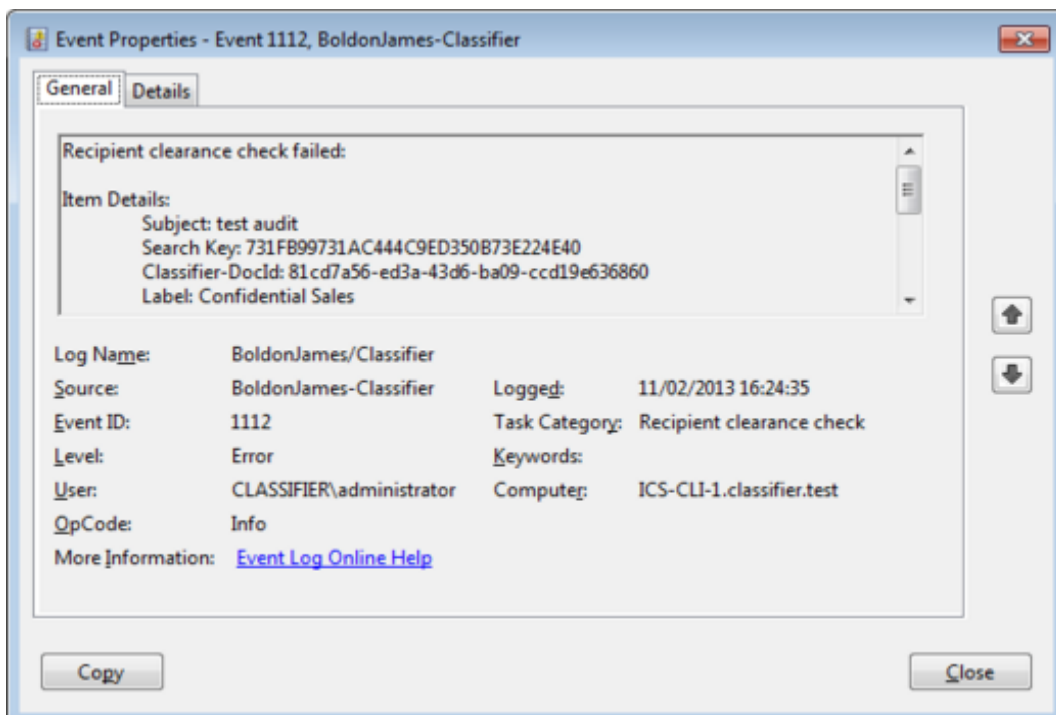 Event Properties - Event 1112, BoldonJames-Classifier
General Details
Recipient clearance check failed:
Item Details:
Subject: test audit
Search Key: 731FB99731AC444C9ED350B73E224E40
Classifier-DocId: 81cd7a56-ed3a-43d6-ba09-ccd19e636860
Label: Confidential Sales
Log Name: BoldonJames/Classifier
Source: BoldonJames-Classifier Logged: 11/02/2013 16:24:35
Event ID: 1112 Task Category: Recipient clearance check
Level: Error Keywords:
User: CLASSIFIER\administrator Computer: ICS-CLI-1.classifier.test
OpCode: Info
More Information: Event Log Online Help
Copy Close